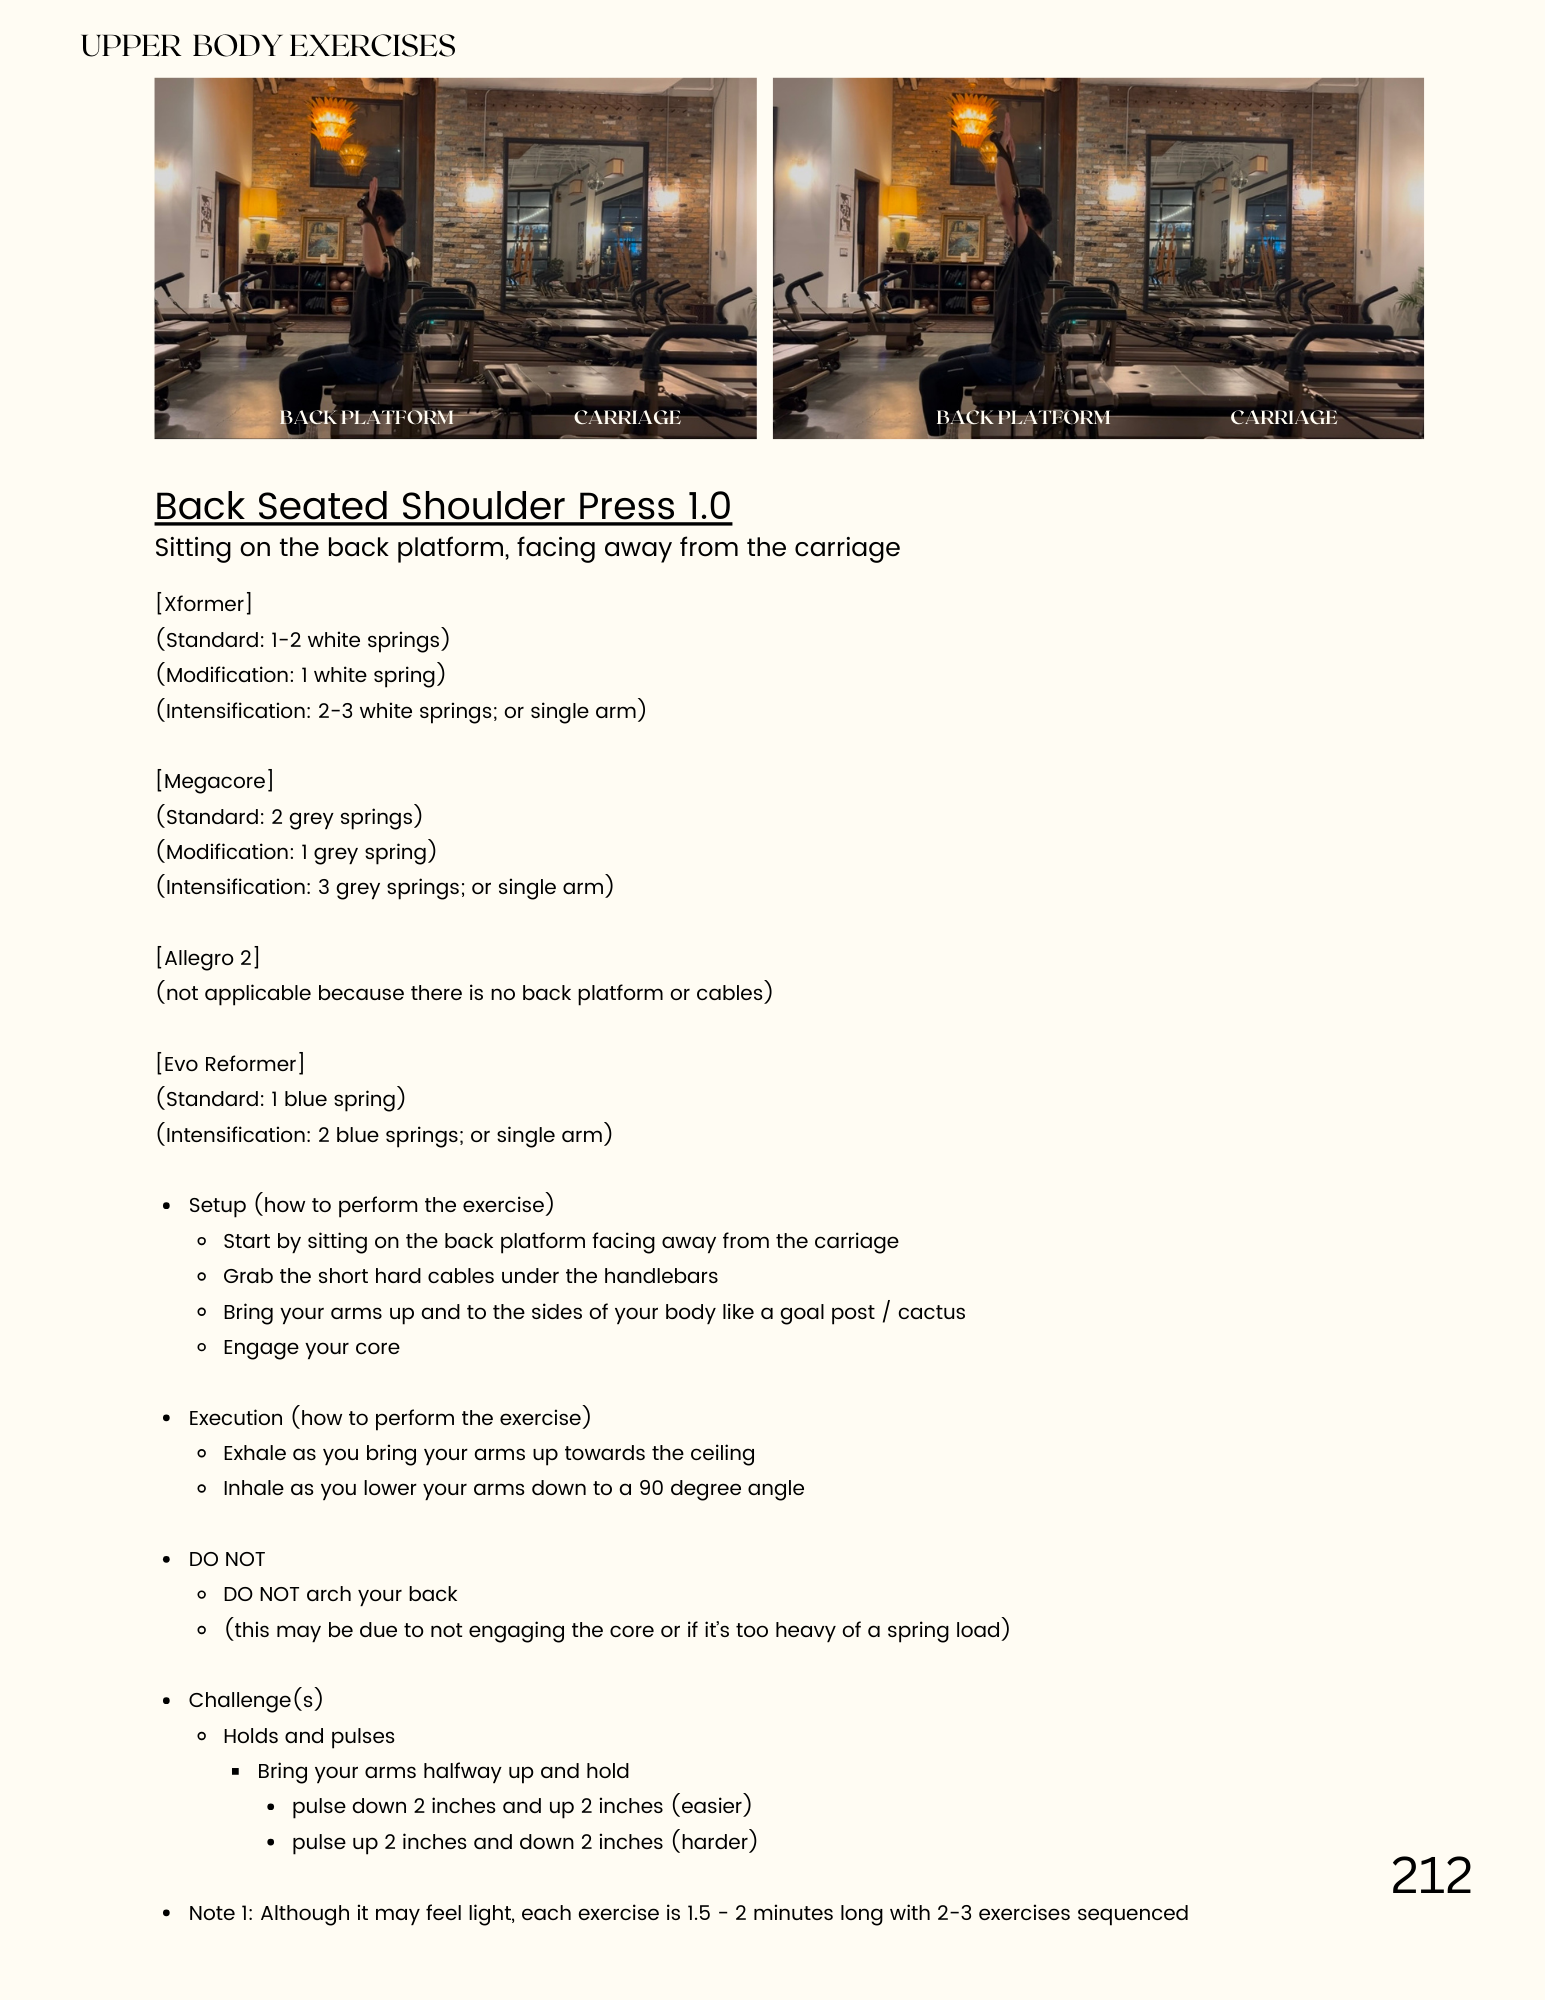 UPPER BODY EXERCISES
BACK PLATFORM
CARRIAGE
BACK PLATFORM
CARRIAGE
Back Seated Shoulder Press 1.0
Sitting on the back platform, facing away from the carriage
[Xformer]
(Standard: 1-2 white springs)
(Modification: 1 white spring)
(Intensification: 2-3 white springs; or single arm)
[Megacore]
(Standard: 2 grey springs)
(Modification: 1 grey spring)
(Intensification: 3 grey springs; or single arm)
[Allegro 2]
(not applicable because there is no back platform or cables)
[Evo Reformer]
(Standard: 1 blue spring)
(Intensification: 2 blue springs; or single arm)
• Setup (how to perform the exercise)
◦ Start by sitting on the back platform facing away from the carriage
◦ Grab the short hard cables under the handlebars
◦ Bring your arms up and to the sides of your body like a goal post / cactus
◦ Engage your core
• Execution (how to perform the exercise)
◦ Exhale as you bring your arms up towards the ceiling
◦ Inhale as you lower your arms down to a 90 degree angle
• DO NOT
◦ DO NOT arch your back
◦ (this may be due to not engaging the core or if it's too heavy of a spring load)
• Challenge(s)
◦ Holds and pulses
▪ Bring your arms halfway up and hold
• pulse down 2 inches and up 2 inches (easier)
• pulse up 2 inches and down 2 inches (harder)
212
• Note 1: Although it may feel light, each exercise is 1.5 - 2 minutes long with 2-3 exercises sequenced